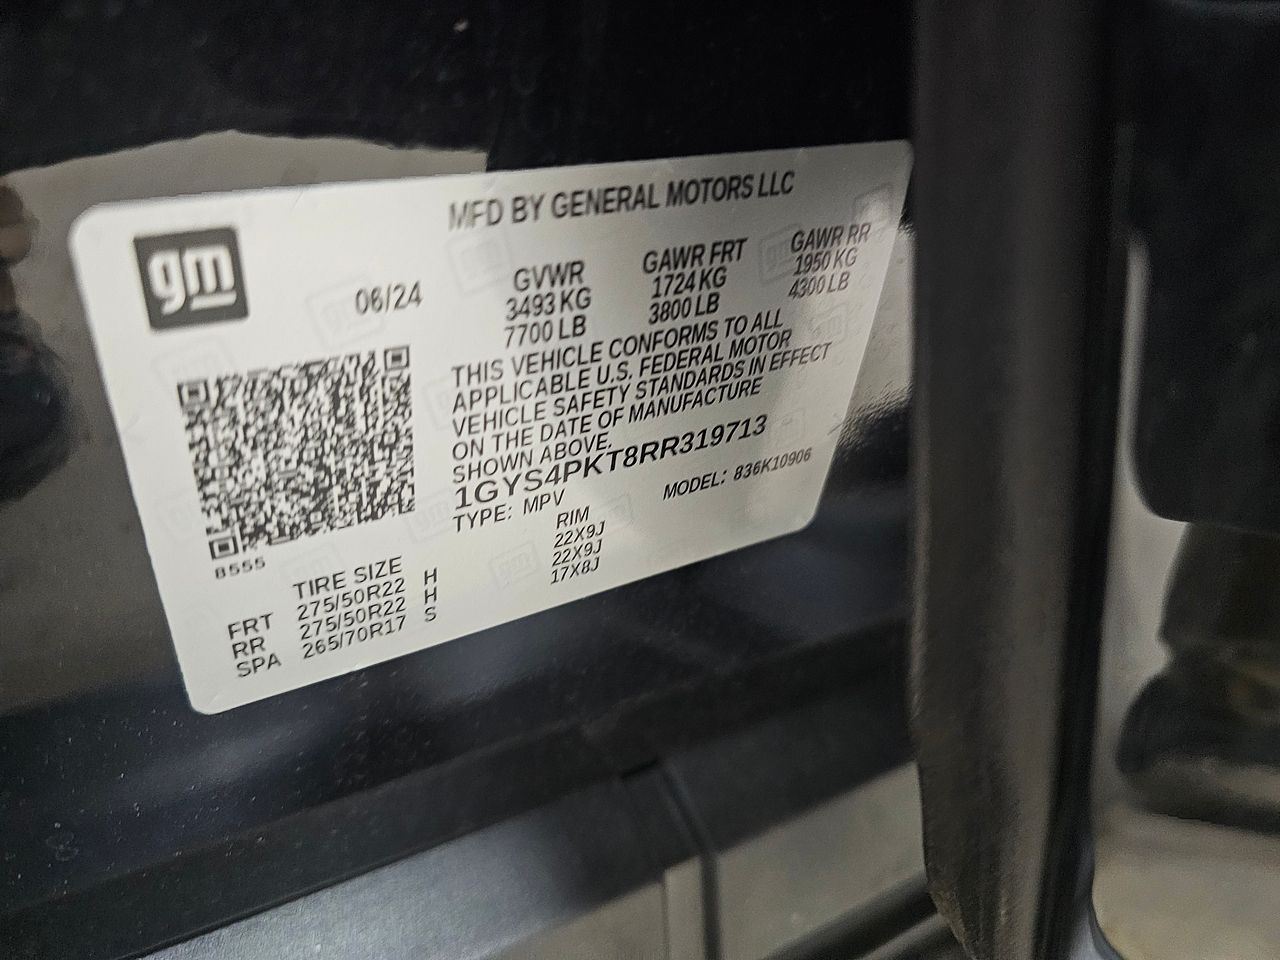 MFD BY GENERAL MOTORS LLC
gm
06/24
GVWR
3493 KG
7700 LB
GAWR FRT
1724 KG
3800 LB
GAWR RR
1950 KG
4300 LB
THIS VEHICLE CONFORMS TO ALL
APPLICABLE U.S. FEDERAL MOTOR
VEHICLE SAFETY STANDARDS IN EFFECT
ON THE DATE OF MANUFACTURE
SHOWN ABOVE.
1GYS4PKT8RR319713
TYPE: MPV
MODEL: 836K10906
B555
TIRE SIZE
RIM
FRT 275/50R22 H 22X9J
RR 275/50R22 H 22X9J
SPA 265/70R17 S 17X8J